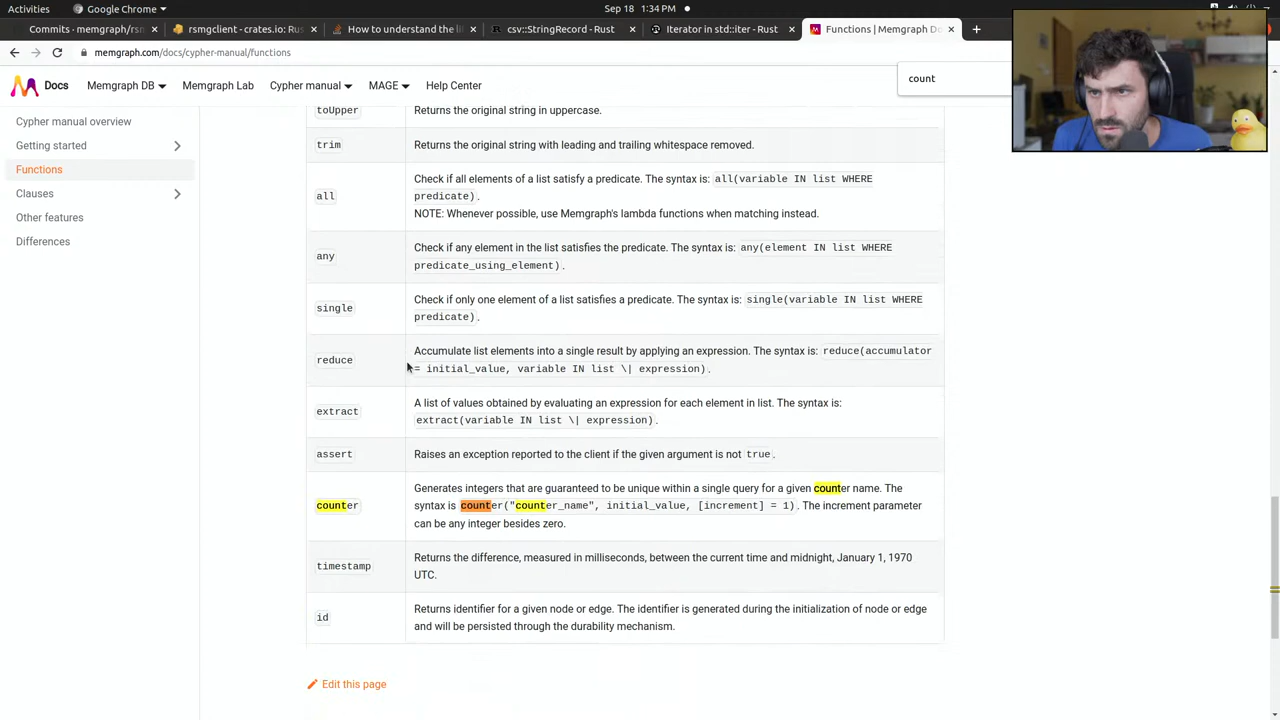 Activities
Google Chrome
Sep 18 1:34 PM
Commits · memgraph/rsm
rsmgclient - crates.io: Ru
How to understand the li
csv::StringRecord - Rust
Iterator in std::iter - Rust
Functions | Memgraph Do
memgraph.com/docs/cypher-manual/functions
Docs
Memgraph DB
Memgraph Lab
Cypher manual
MAGE
Help Center
count
Cypher manual overview
Getting started
Functions
Clauses
Other features
Differences
toUpper
Returns the original string in uppercase.
trim
Returns the original string with leading and trailing whitespace removed.
all
Check if all elements of a list satisfy a predicate. The syntax is: all(variable IN list WHERE
predicate).
NOTE: Whenever possible, use Memgraph's lambda functions when matching instead.
any
Check if any element in the list satisfies the predicate. The syntax is: any(element IN list WHERE
predicate_using_element).
single
Check if only one element of a list satisfies a predicate. The syntax is: single(variable IN list WHERE
predicate).
reduce
Accumulate list elements into a single result by applying an expression. The syntax is: reduce(accumulator
= initial_value, variable IN list \| expression).
extract
A list of values obtained by evaluating an expression for each element in list. The syntax is:
extract(variable IN list \| expression).
assert
Raises an exception reported to the client if the given argument is not true.
counter
Generates integers that are guaranteed to be unique within a single query for a given counter name. The
syntax is counter("counter_name", initial_value, [increment] = 1). The increment parameter
can be any integer besides zero.
timestamp
Returns the difference, measured in milliseconds, between the current time and midnight, January 1, 1970
UTC.
id
Returns identifier for a given node or edge. The identifier is generated during the initialization of node or edge
and will be persisted through the durability mechanism.
Edit this page